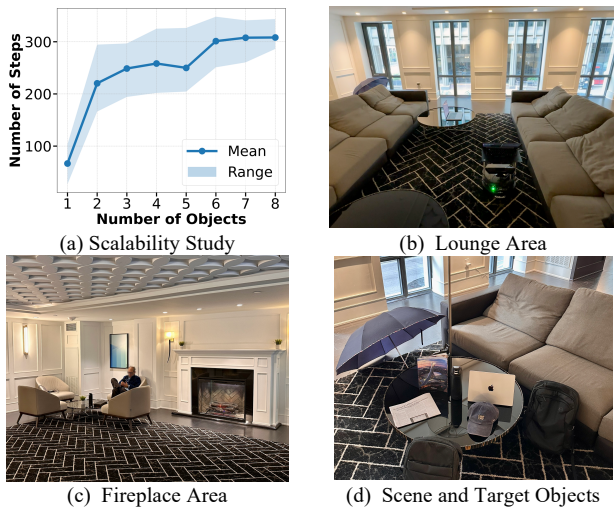 300
200
100
Number of Steps
Mean
Range
1 2 3 4 5 6 7 8
Number of Objects
(a) Scalability Study
(b) Lounge Area
(c) Fireplace Area
(d) Scene and Target Objects